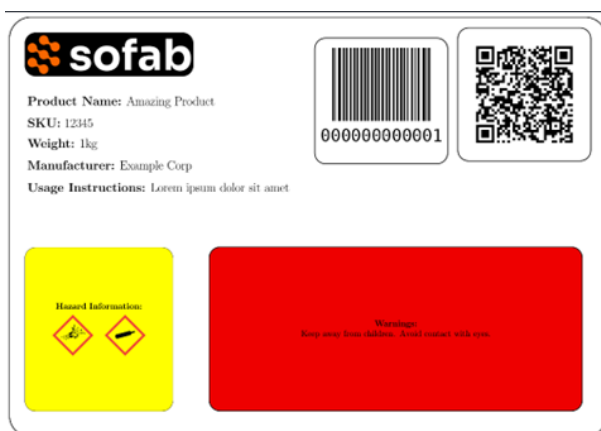 sofab
Product Name: Amazing Product
SKU: 12345
Weight: 1kg
Manufacturer: Example Corp
Usage Instructions: Lorem ipsum dolor sit amet
000000000001
Hazard Information:
Warnings:
Keep away from children. Avoid contact with eyes.